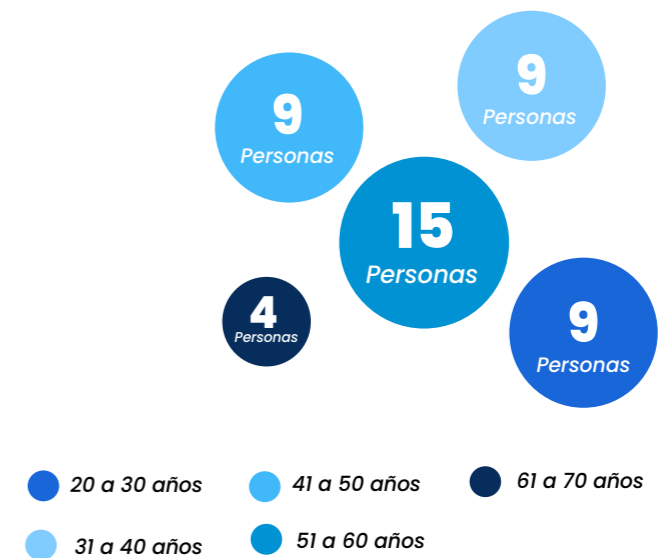 9
Personas
9
Personas
15
Personas
4
Personas
9
Personas
20 a 30 años
41 a 50 años
61 a 70 años
31 a 40 años
51 a 60 años